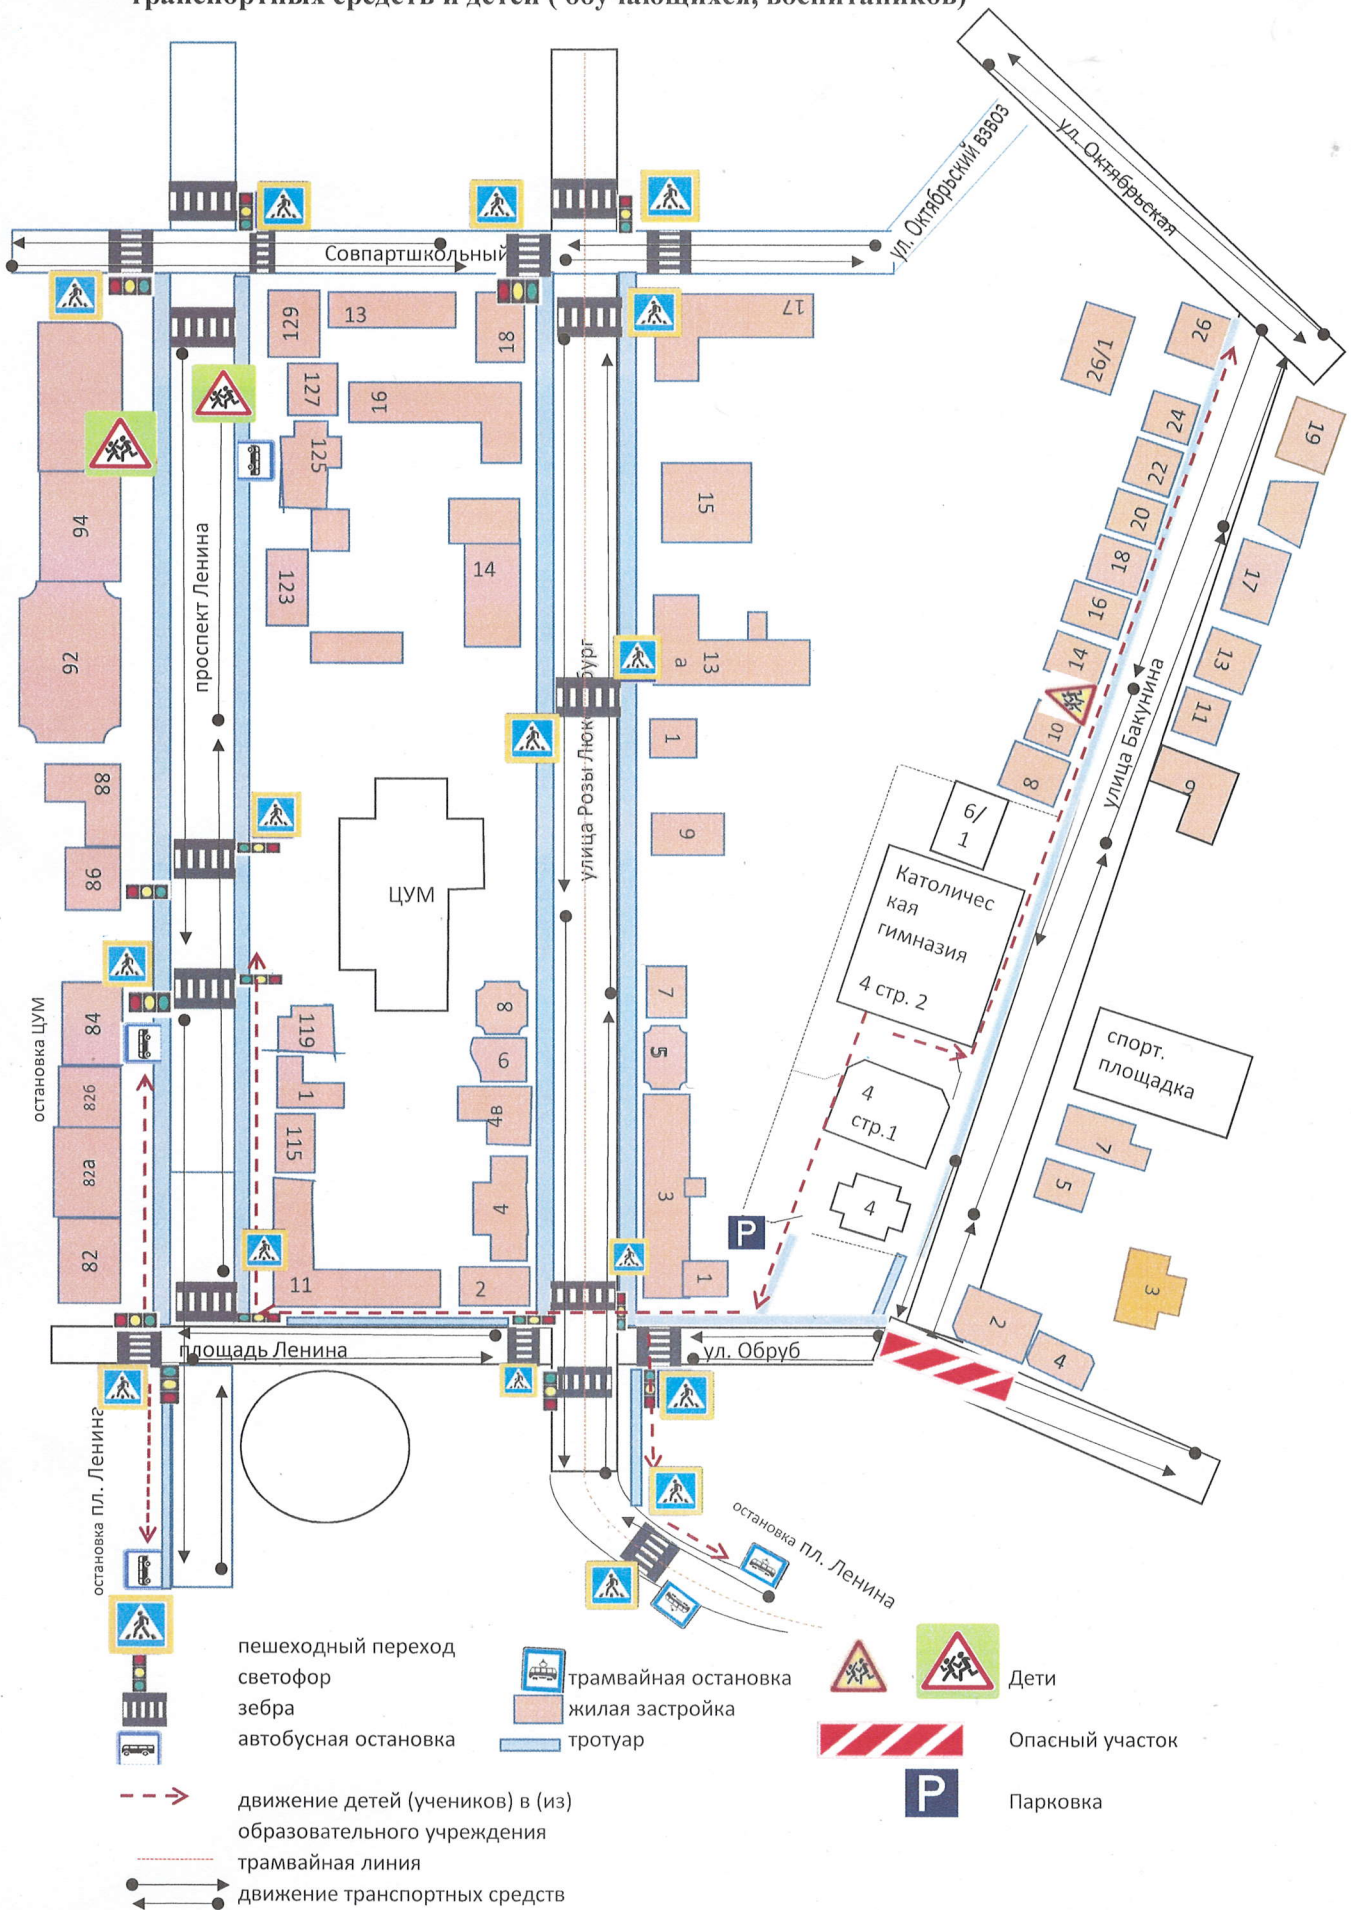 транспортных средств и детей ( обучающихся, воспитаников)
ул. Октябрьская
ул. Октябрьский взвоз
Совпартшкольный
129
13
18
17
26/1
26
19
127
16
24
125
22
94
15
20
17
проспект Ленина
123
14
18
16
92
улица Розы Люкс бург
а 13
14
13
11
10
улица Бакунина
88
1
8
6
86
9
6/
1
ЦУМ
Католичес
кая
гимназия
4 стр. 2
остановка ЦУМ
84
119
8
7
спорт.
площадка
82б
1
6
5
4
стр.1
115
4в
7
82а
5
3
4
4
P
82
11
2
1
3
2
4
площадь Ленина
ул. Обруб
остановка пл. Ленина
остановка пл. Ленина
пешеходный переход
светофор
зебра
автобусная остановка
трамвайная остановка
жилая застройка
тротуар
Дети
Опасный участок
P
Парковка
движение детей (учеников) в (из)
образовательного учреждения
трамвайная линия
движение транспортных средств